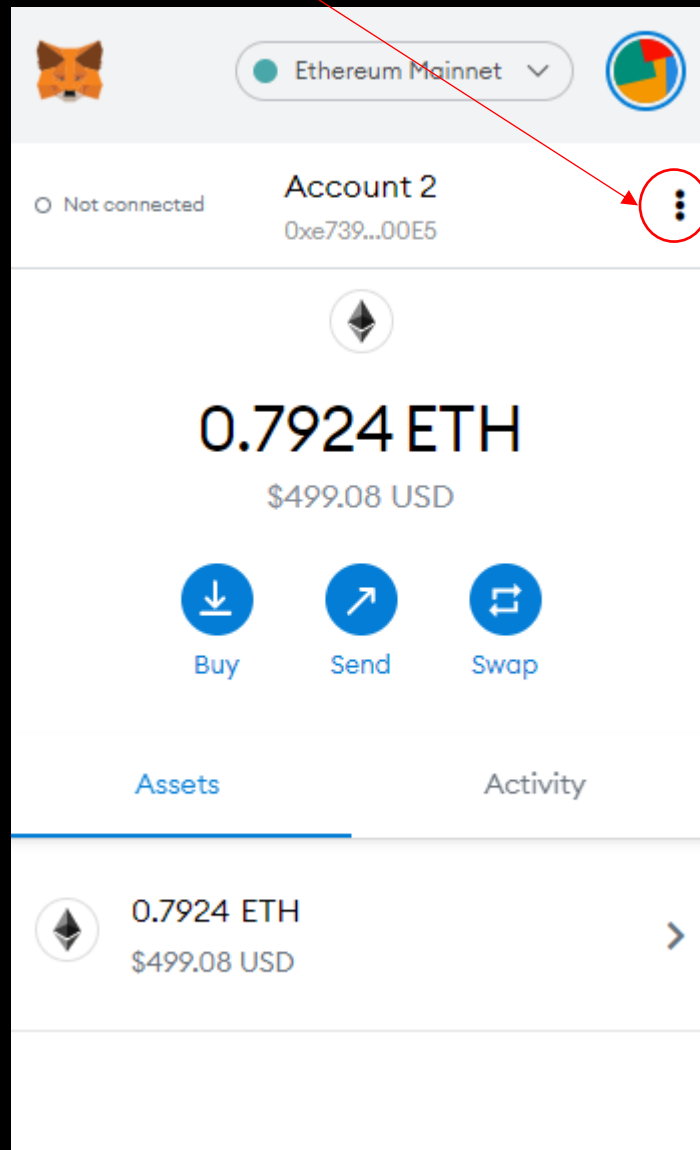 Ethereum Mainnet
Account 2
Not connected
0xe739...00E5
0.7924 ETH
$499.08 USD
Buy Send Swap
Assets Activity
0.7924 ETH
$499.08 USD